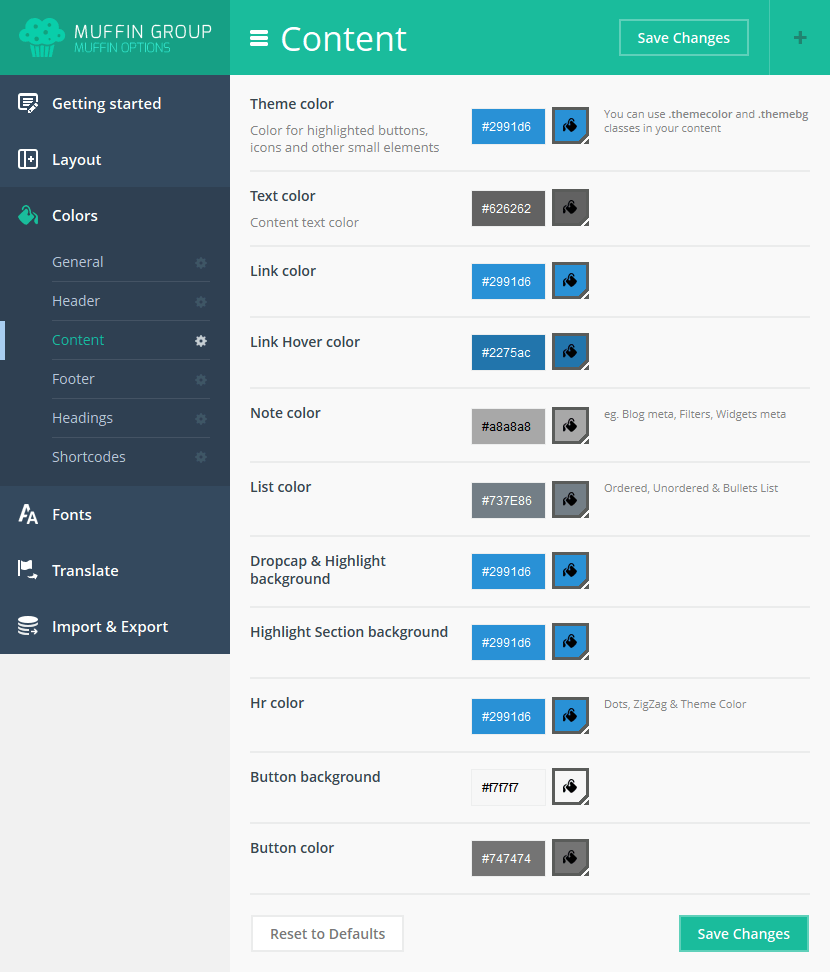 MUFFIN GROUP
MUFFIN OPTIONS
Getting started
Layout
Colors
General
Header
Content
Footer
Headings
Shortcodes
Fonts
Translate
Import & Export
Content
Save Changes
+
Theme color
Color for highlighted buttons,
icons and other small elements
#2991d6
You can use .themecolor and .themebg
classes in your content
Text color
Content text color
#626262
Link color
#2991d6
Link Hover color
#2275ac
Note color
#a8a8a8
eg. Blog meta, Filters, Widgets meta
List color
#737E86
Ordered, Unordered & Bullets List
Dropcap & Highlight
background
#2991d6
Highlight Section background
#2991d6
Hr color
#2991d6
Dots, ZigZag & Theme Color
Button background
#f7f7f7
Button color
#747474
Reset to Defaults
Save Changes